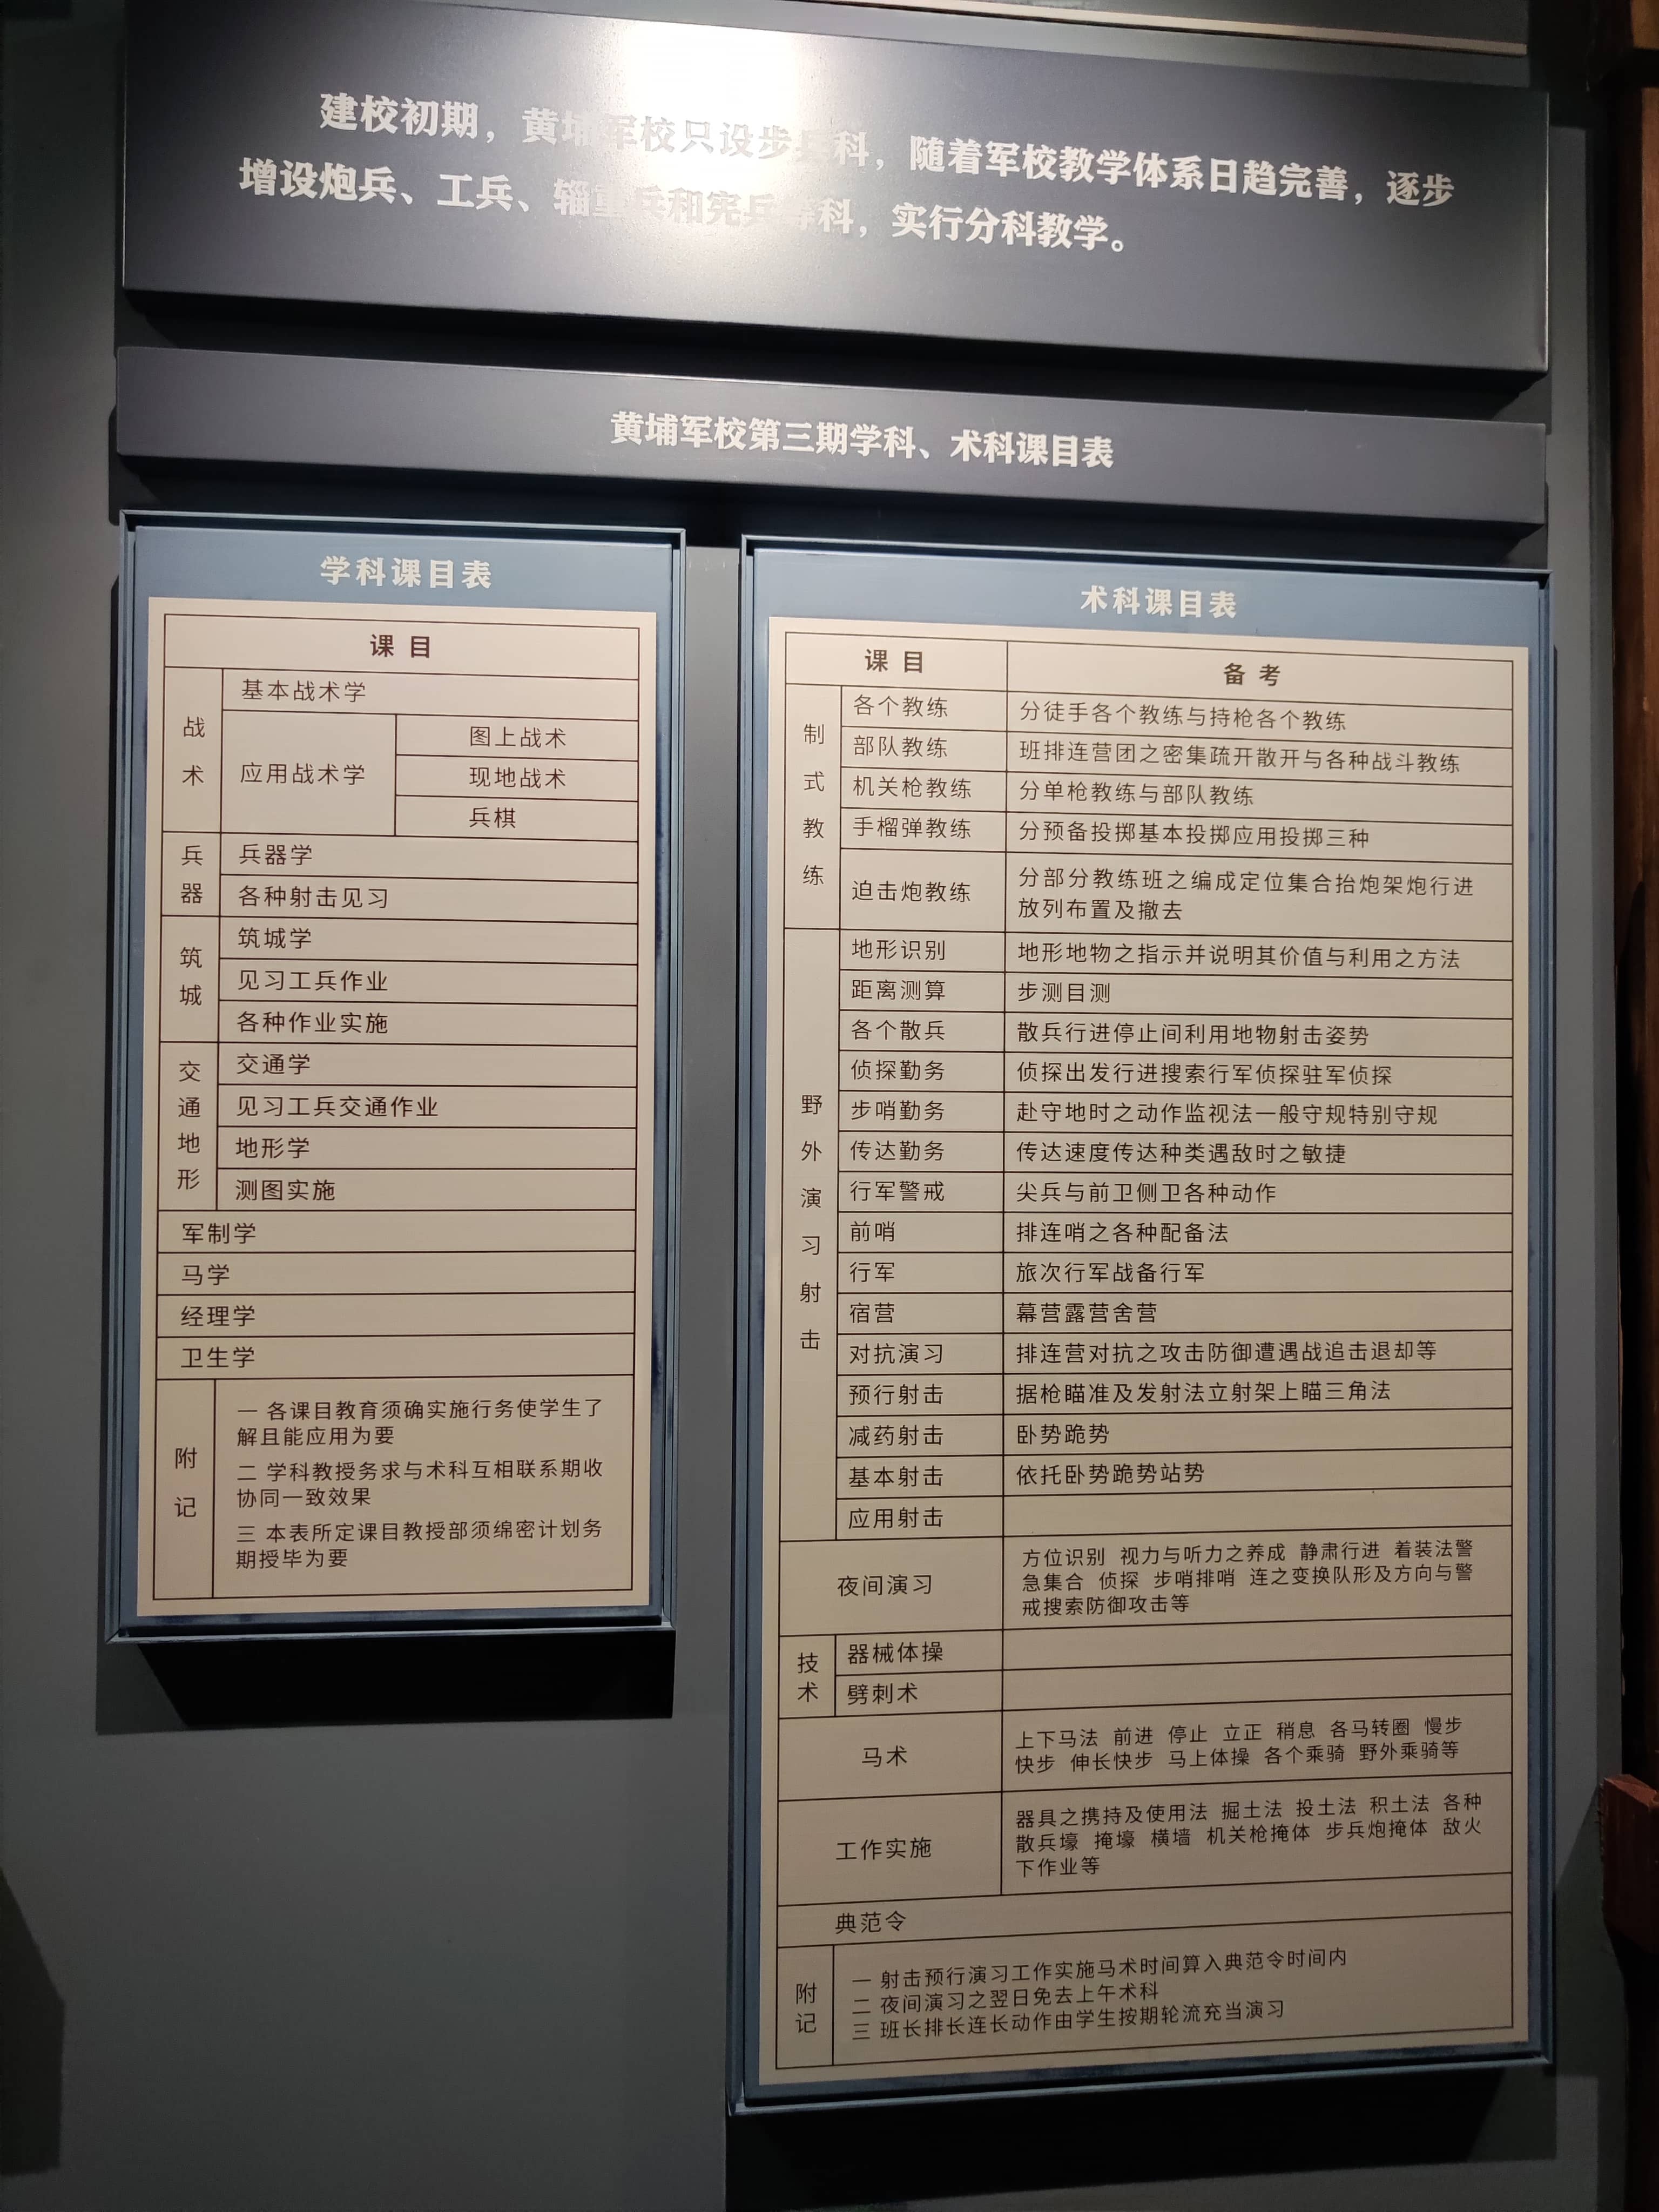 建校初期，黄埔军校只设步兵科，随着军校教学体系日趋完善，逐步
增设炮兵、工兵、辎重兵和宪兵等科，实行分科教学。
黄埔军校第三期学科、术科课目表
学科课目表
课 目
战术
基本战术学
应用战术学
图上战术
现地战术
兵棋
兵器
兵器学
各种射击见习
筑城
筑城学
见习工兵作业
各种作业实施
交通地形
交通学
见习工兵交通作业
地形学
测图实施
军制学
马学
经理学
卫生学
附记
一 各课目教育须确实施行务使学生了
解且能应用为要
二 学科教授务求与术科互相联系期收
协同一致效果
三 本表所定课目教授部须绵密计划务
期授毕为要
术科课目表
课 目 备 考
制式教练
各个教练 分徒手各个教练与持枪各个教练
部队教练 班排连营团之密集疏开散开与各种战斗教练
机关枪教练 分单枪教练与部队教练
手榴弹教练 分预备投掷基本投掷应用投掷三种
迫击炮教练 分部分教练班之编成定位集合抬炮架炮行进
放列布置及撤去
野外演习射击
地形识别 地形地物之指示并说明其价值与利用之方法
距离测算 步测目测
各个散兵 散兵行进停止间利用地物射击姿势
侦探勤务 侦探出发行进搜索行军侦探驻军侦探
步哨勤务 赴守地时之动作监视法一般守规特别守规
传达勤务 传达速度传达种类遇敌时之敏捷
行军警戒 尖兵与前卫侧卫各种动作
前哨 排连哨之各种配备法
行军 旅次行军战备行军
宿营 幕营露营舍营
对抗演习 排连营对抗之攻击防御遭遇战追击退却等
预行射击 据枪瞄准及发射法立射架上瞄三角法
减药射击 卧势跪势
基本射击 依托卧势跪势站势
应用射击
夜间演习
方位识别 视力与听力之养成 静肃行进 着装法警
急集合 侦探 步哨排哨 连之变换队形及方向与警
戒搜索防御攻击等
技术
器械体操
劈刺术
马术
上下马法 前进 停止 立正 稍息 各马转圈 慢步
快步 伸长快步 马上体操 各个乘骑 野外乘骑等
工作实施
器具之携持及使用法 掘土法 投土法 积土法 各种
散兵壕 掩壕 横墙 机关枪掩体 步兵炮掩体 敌火
下作业等
典范令
附记
一 射击预行演习工作实施马术时间算入典范令时间内
二 夜间演习之翌日免去上午术科
三 班长排长连长动作由学生按期轮流充当演习